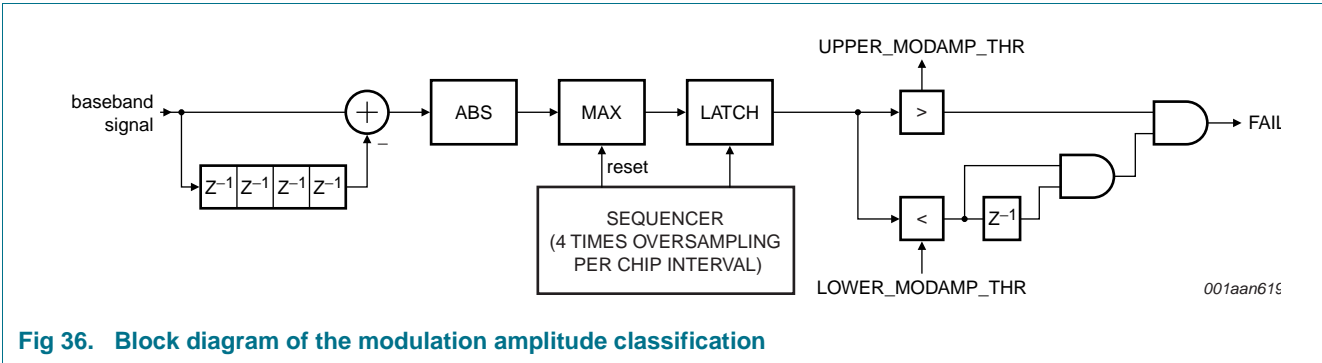 UPPER_MODAMP_THR
baseband
signal
+
−
ABS
MAX
LATCH
>
FAIL
Z−1 Z−1 Z−1 Z−1
reset
SEQUENCER
(4 TIMES OVERSAMPLING
PER CHIP INTERVAL)
<
Z−1
LOWER_MODAMP_THR
001aan619
Fig 36. Block diagram of the modulation amplitude classification